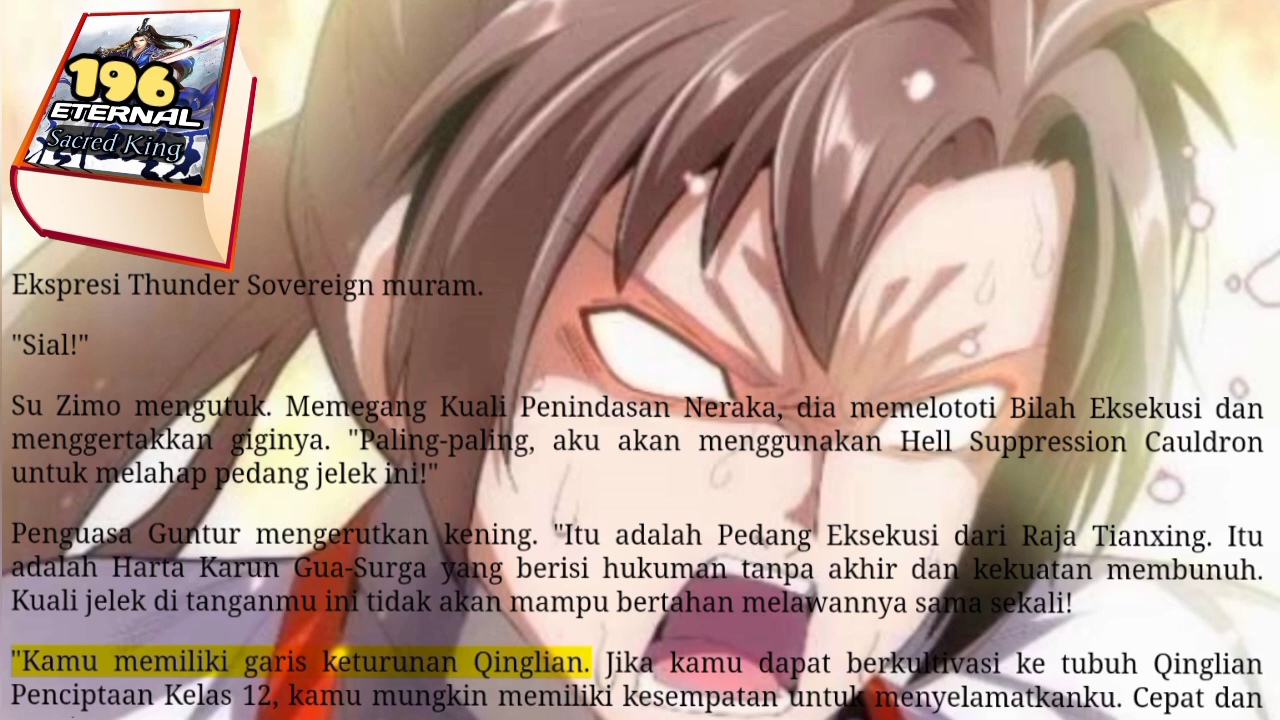 196
ETERNAL
Sacred King
Ekspresi Thunder Sovereign muram.
"Sial!"
Su Zimo mengutuk. Memegang Kuali Penindasan Neraka, dia memelototi Bilah Eksekusi dan
menggertakkan giginya. "Paling-paling, aku akan menggunakan Hell Suppression Cauldron
untuk melahap pedang jelek ini!"
Penguasa Guntur mengerutkan kening. "Itu adalah Pedang Eksekusi dari Raja Tianxing. Itu
adalah Harta Karun Gua-Surga yang berisi hukuman tanpa akhir dan kekuatan membunuh.
Kuali jelek di tanganmu ini tidak akan mampu bertahan melawannya sama sekali!
"Kamu memiliki garis keturunan Qinglian. Jika kamu dapat berkultivasi ke tubuh Qinglian
Penciptaan Kelas 12, kamu mungkin memiliki kesempatan untuk menyelamatkanku. Cepat dan